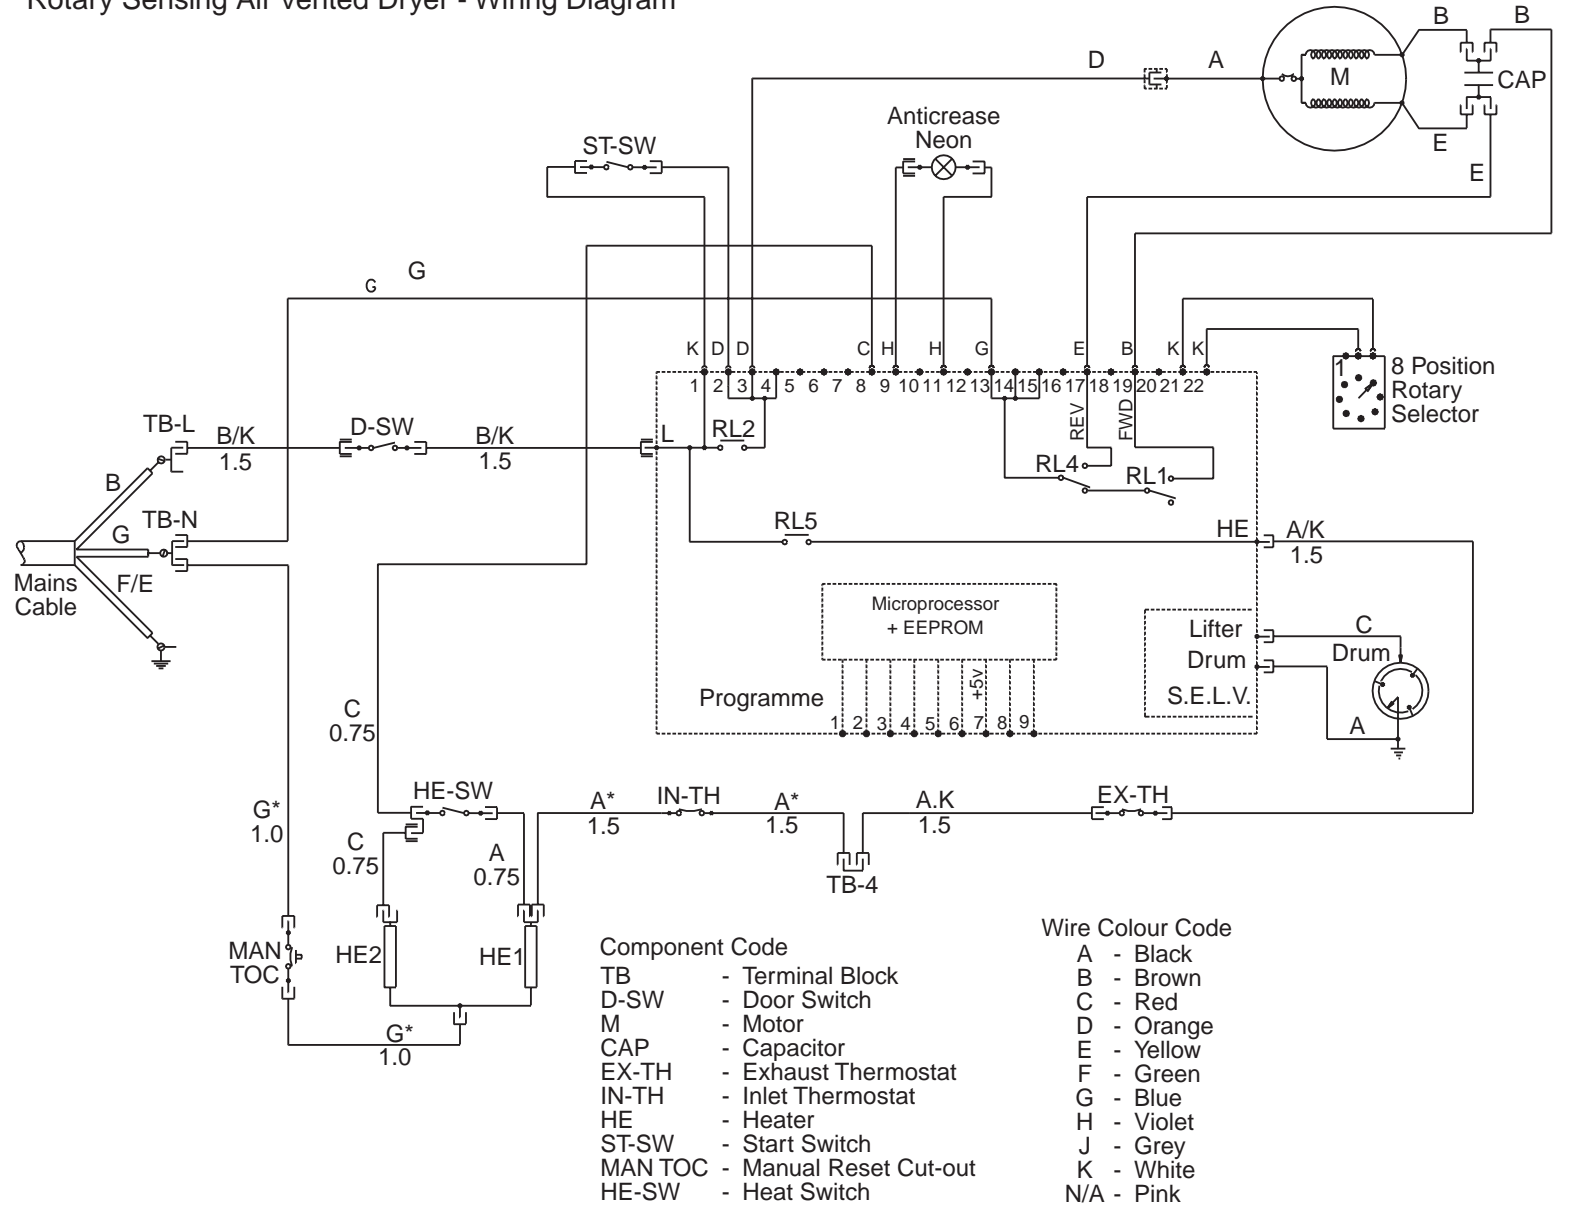 Rotary Sensing Air Vented Dryer - Wiring Diagram
B
B
D
A
M
CAP
E
E
Anticrease
Neon
ST-SW
G
G
K D D C H H G E B K K
1 2 3 4 5 6 7 8 9 10 11 12 13 14 15 16 17 18 19 20 21 22
1
8 Position
Rotary
Selector
TB-L
B/K
1.5
D-SW
B/K
1.5
L
RL2
REV
FWD
RL4
RL1
B
TB-N
G
F/E
Mains
Cable
RL5
HE
A/K
1.5
Microprocessor
+ EEPROM
Lifter
Drum
S.E.L.V.
C
Drum
A
Programme
+5v
1 2 3 4 5 6 7 8 9
C
0.75
HE-SW
A*
1.5
IN-TH
A*
1.5
A.K
1.5
EX-TH
TB-4
G*
1.0
C
0.75
A
0.75
MAN
TOC
HE2
HE1
G*
1.0
Component Code
TB - Terminal Block
D-SW - Door Switch
M - Motor
CAP - Capacitor
EX-TH - Exhaust Thermostat
IN-TH - Inlet Thermostat
HE - Heater
ST-SW - Start Switch
MAN TOC - Manual Reset Cut-out
HE-SW - Heat Switch
Wire Colour Code
A - Black
B - Brown
C - Red
D - Orange
E - Yellow
F - Green
G - Blue
H - Violet
J - Grey
K - White
N/A - Pink